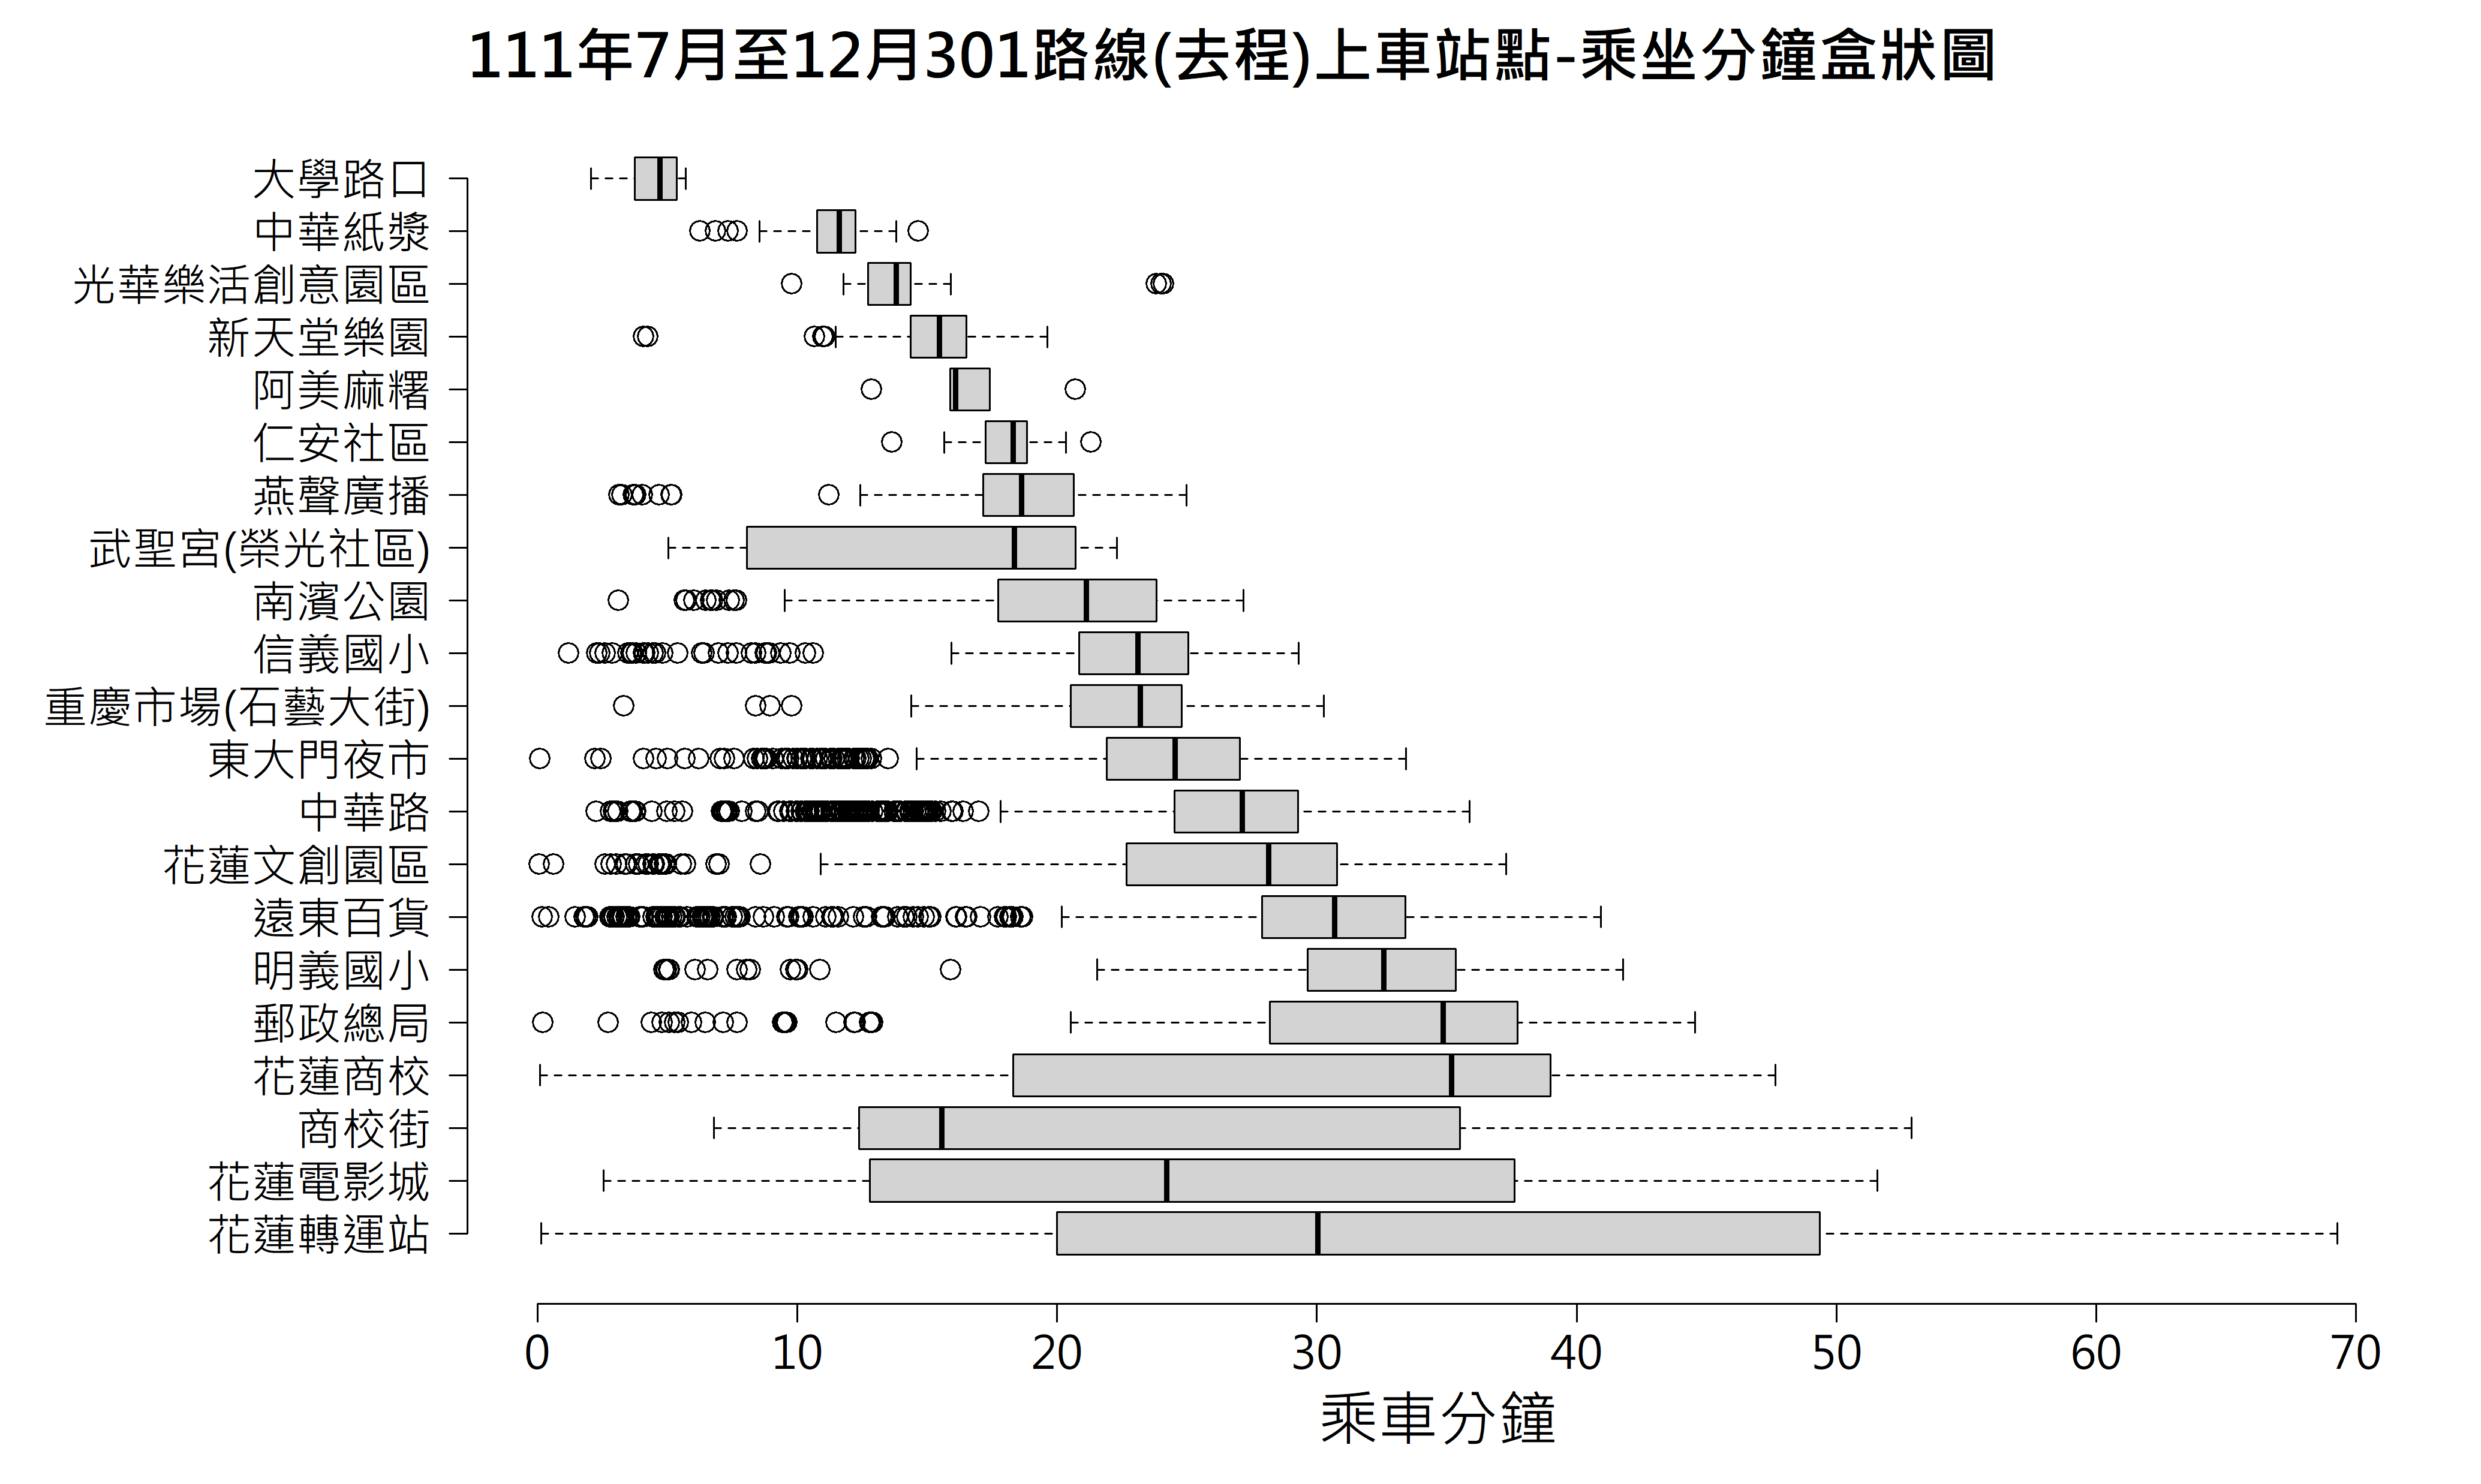 111年7月至12月301路線(去程)上車站點-乘坐分鐘盒狀圖
大學路口
中華紙漿
光華樂活創意園區
新天堂樂園
阿美麻糬
仁安社區
燕聲廣播
武聖宮(榮光社區)
南濱公園
信義國小
重慶市場(石藝大街)
東大門夜市
中華路
花蓮文創園區
遠東百貨
明義國小
郵政總局
花蓮商校
商校街
花蓮電影城
花蓮轉運站
0 10 20 30 40 50 60 70
乘車分鐘